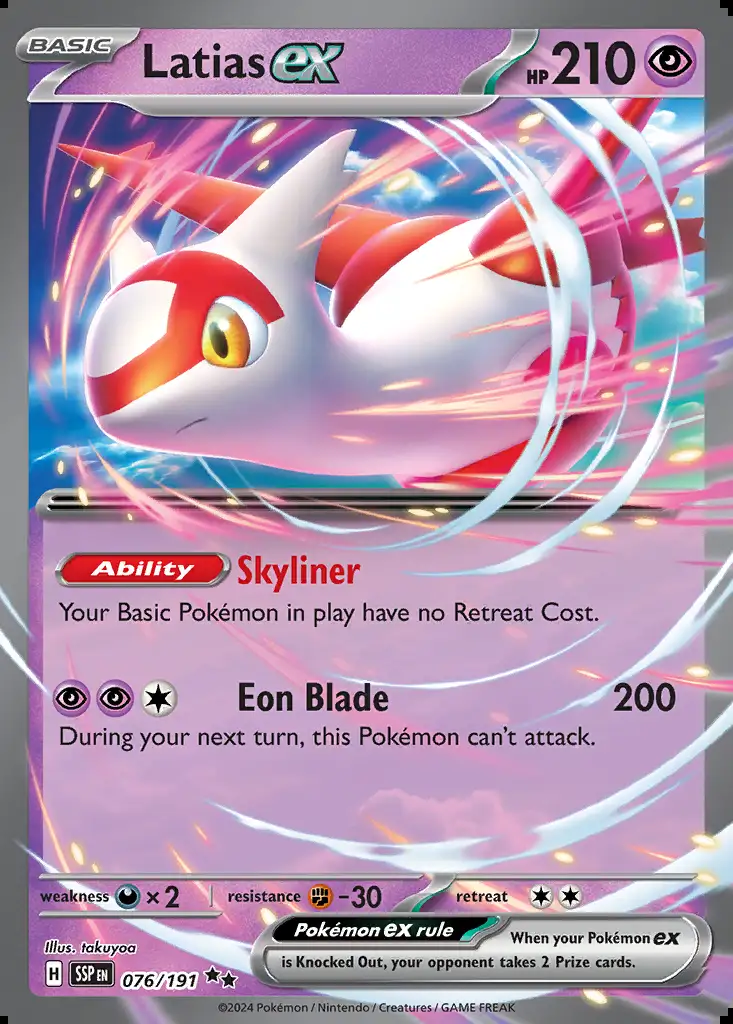 BASIC
Latias ex HP 210
Ability Skyliner
Your Basic Pokémon in play have no Retreat Cost.
Eon Blade 200
During your next turn, this Pokémon can't attack.
weakness ×2 resistance -30 retreat
Illus. takuyoa
Pokémon ex rule
When your Pokémon ex
is Knocked Out, your opponent takes 2 Prize cards.
H SSP EN 076/191
©2024 Pokémon / Nintendo / Creatures / GAME FREAK